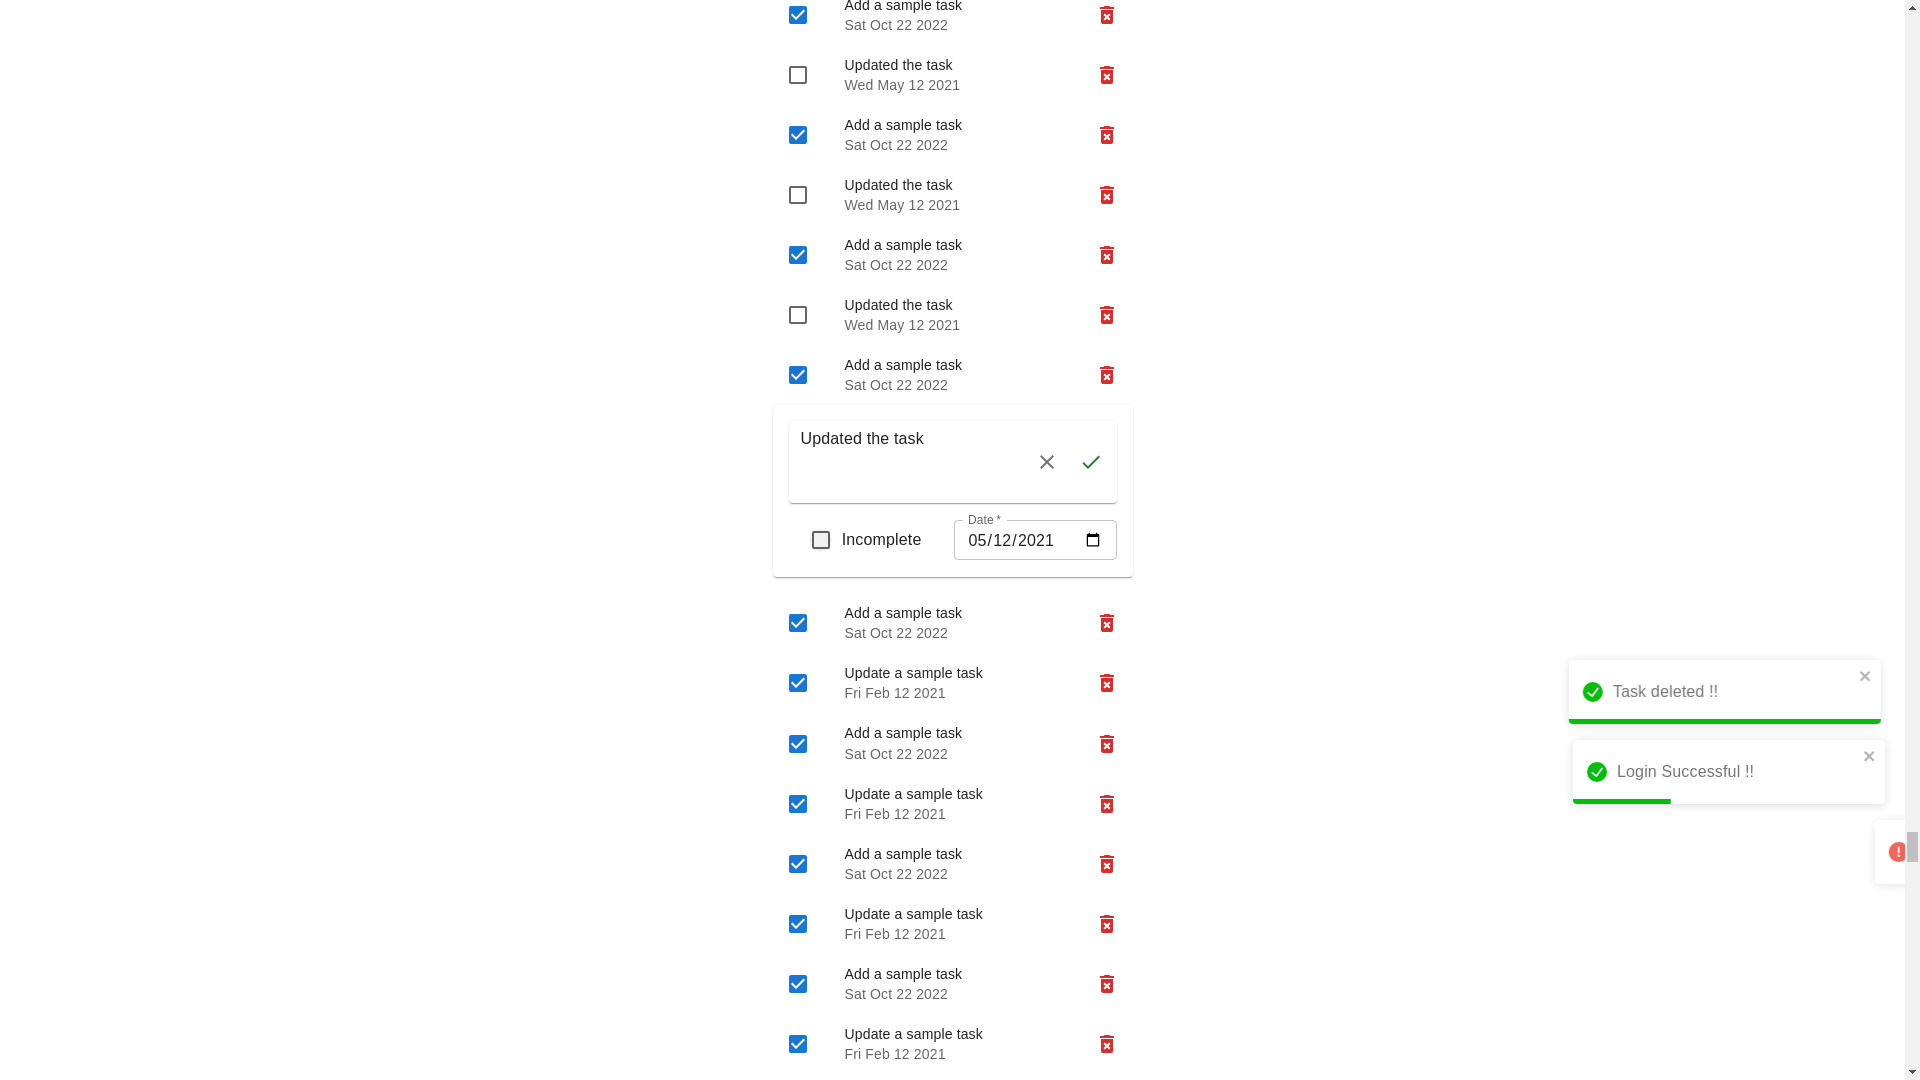 Add a sample task
Sat Oct 22 2022
Updated the task
Wed May 12 2021
Add a sample task
Sat Oct 22 2022
Updated the task
Wed May 12 2021
Add a sample task
Sat Oct 22 2022
Updated the task
Wed May 12 2021
Add a sample task
Sat Oct 22 2022
Updated the task
Incomplete
Date *
05/12/2021
Add a sample task
Sat Oct 22 2022
Update a sample task
Fri Feb 12 2021
Add a sample task
Sat Oct 22 2022
Update a sample task
Fri Feb 12 2021
Add a sample task
Sat Oct 22 2022
Update a sample task
Fri Feb 12 2021
Add a sample task
Sat Oct 22 2022
Update a sample task
Fri Feb 12 2021
Task deleted !!
Login Successful !!